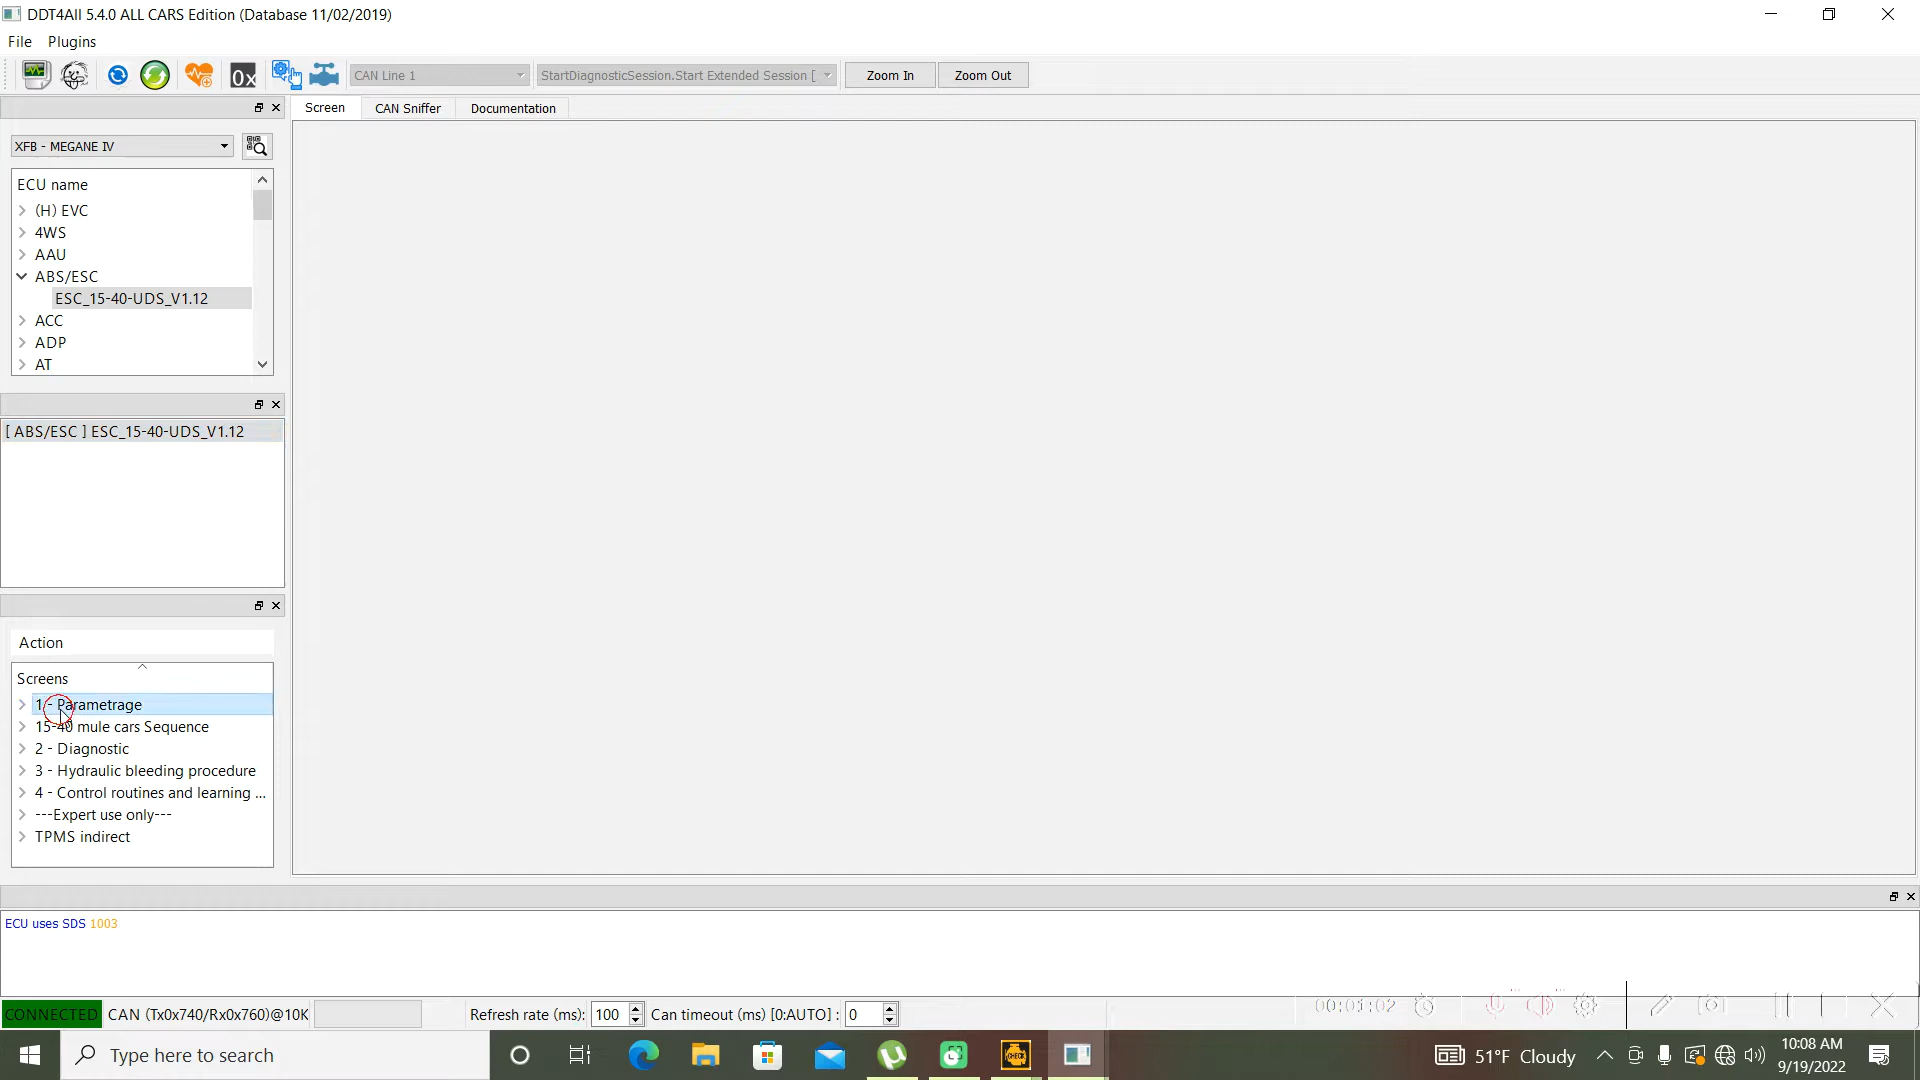 DDT4All 5.4.0 ALL CARS Edition (Database 11/02/2019)
File Plugins
0x CAN Line 1 StartDiagnosticSession.Start Extended Session [ Zoom In Zoom Out
Screen CAN Sniffer Documentation
XFB - MEGANE IV
ECU name
(H) EVC
4WS
AAU
ABS/ESC
ESC_15-40-UDS_V1.12
ACC
ADP
AT
[ ABS/ESC ] ESC_15-40-UDS_V1.12
Action
Screens
1 - Parametrage
15-40 mule cars Sequence
2 - Diagnostic
3 - Hydraulic bleeding procedure
4 - Control routines and learning ...
---Expert use only---
TPMS indirect
ECU uses SDS 1003
00:01:02
CONNECTED CAN (Tx0x740/Rx0x760)@10K Refresh rate (ms): 100 Can timeout (ms) [0:AUTO] : 0
Type here to search CHECK 51°F Cloudy 10:08 AM
9/19/2022